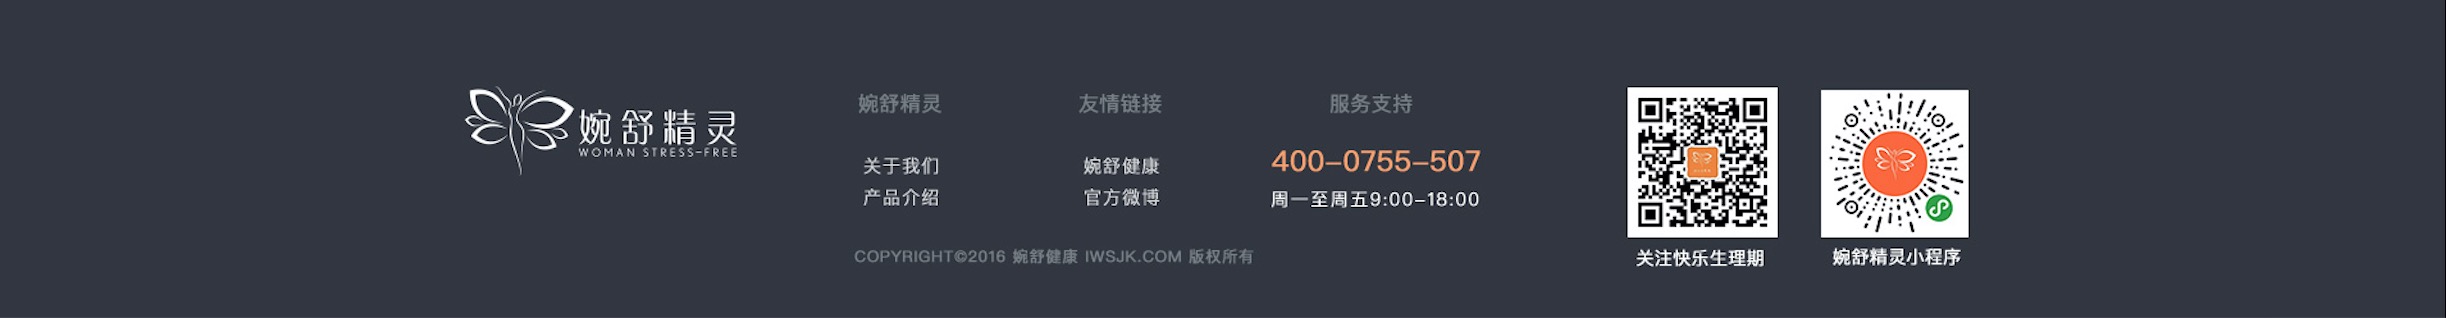 婉舒精灵
WOMAN STRESS-FREE
婉舒精灵
关于我们
产品介绍
友情链接
婉舒健康
官方微博
服务支持
400-0755-507
周一至周五9:00-18:00
COPYRIGHT©2016 婉舒健康 IWSJK.COM 版权所有
关注快乐生理期
婉舒精灵小程序